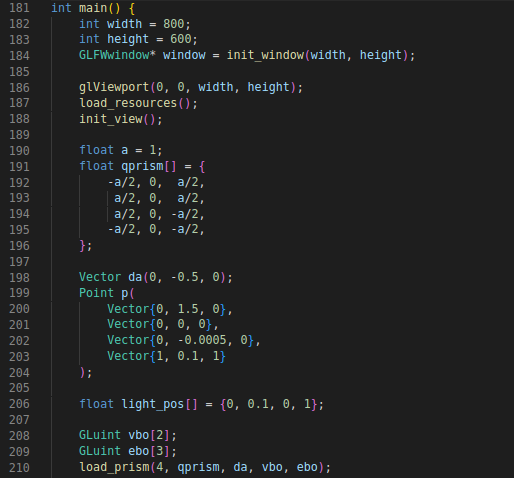 181 int main() {
182     int width = 800;
183     int height = 600;
184     GLFWwindow* window = init_window(width, height);
185
186     glViewport(0, 0, width, height);
187     load_resources();
188     init_view();
189
190     float a = 1;
191     float qprism[] = {
192         -a/2, 0,  a/2,
193          a/2, 0,  a/2,
194          a/2, 0, -a/2,
195         -a/2, 0, -a/2,
196     };
197
198     Vector da(0, -0.5, 0);
199     Point p(
200         Vector{0, 1.5, 0},
201         Vector{0, 0, 0},
202         Vector{0, -0.0005, 0},
203         Vector{1, 0.1, 1}
204     );
205
206     float light_pos[] = {0, 0.1, 0, 1};
207
208     GLuint vbo[2];
209     GLuint ebo[3];
210     load_prism(4, qprism, da, vbo, ebo);